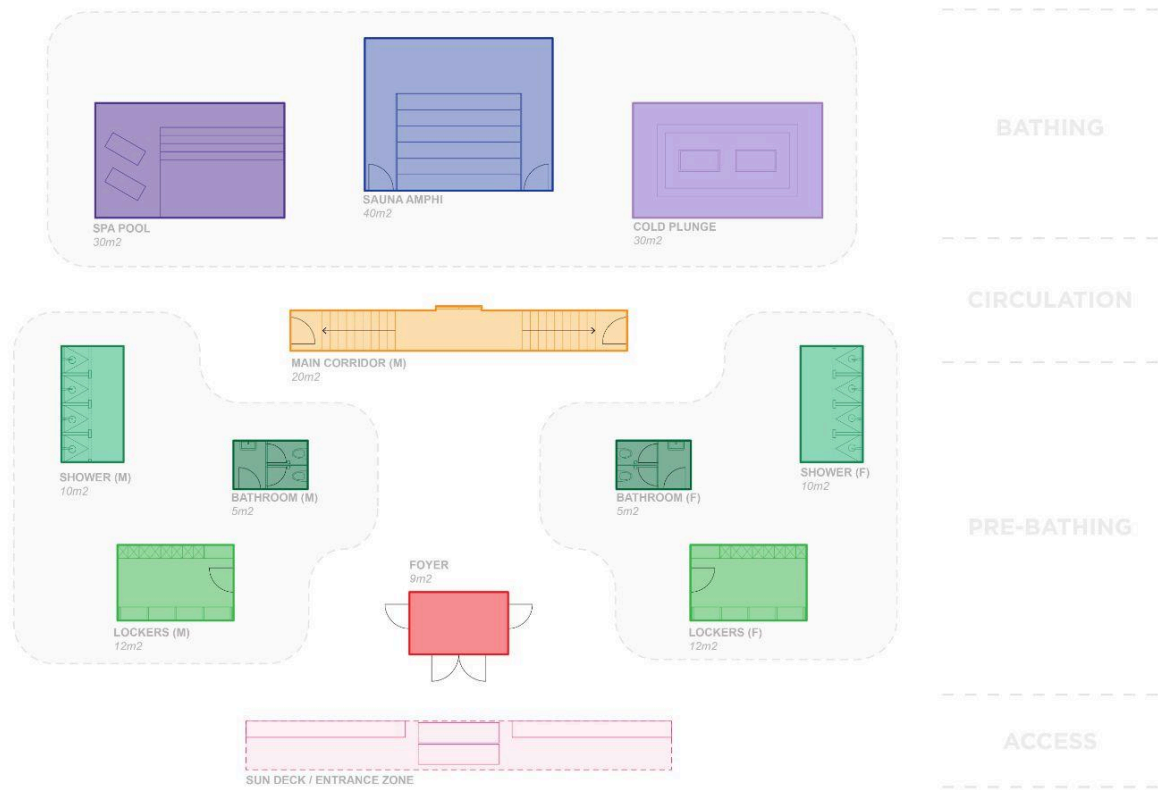 BATHING
SPA POOL
30m2
SAUNA AMPHI
40m2
COLD PLUNGE
30m2
CIRCULATION
MAIN CORRIDOR (M)
20m2
PRE-BATHING
SHOWER (M)
10m2
BATHROOM (M)
5m2
BATHROOM (F)
5m2
SHOWER (F)
10m2
LOCKERS (M)
12m2
FOYER
9m2
LOCKERS (F)
12m2
ACCESS
SUN DECK / ENTRANCE ZONE